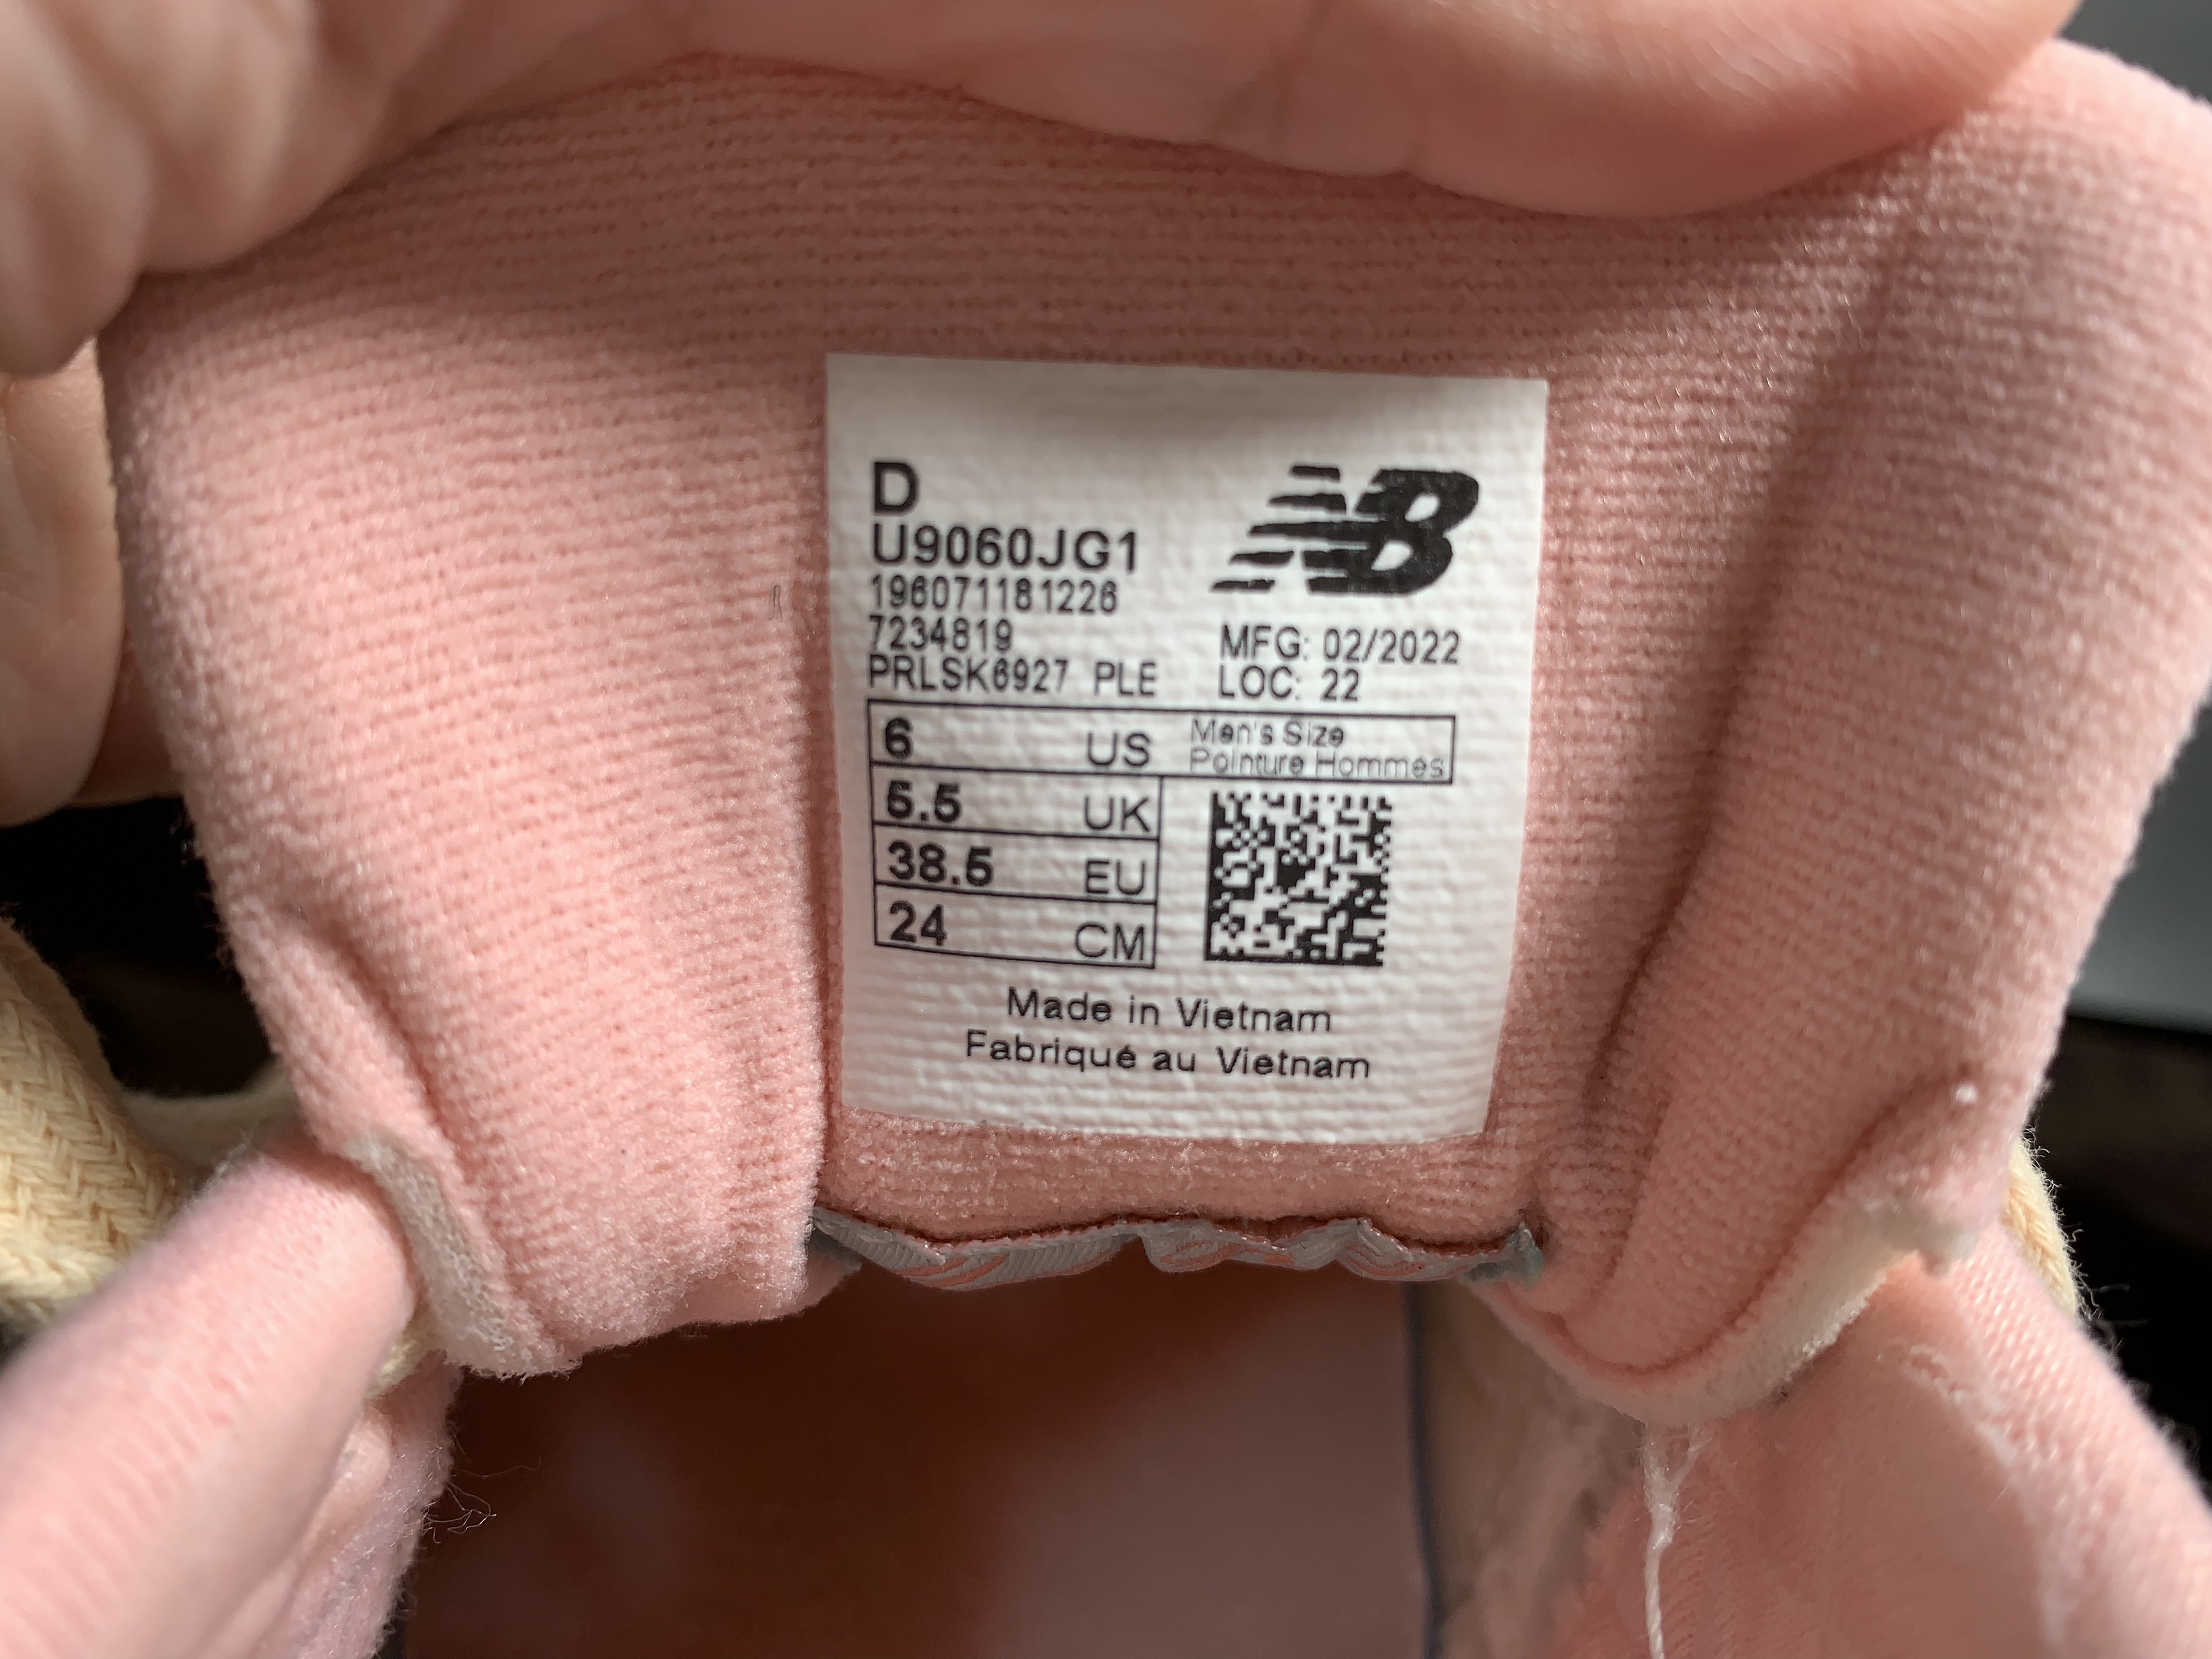 D
U9060JG1
196071181226
7234819
PRLSK6927 PLE
NB
MFG: 02/2022
LOC: 22
6 US Men's Size
Pointure Hommes
5.5 UK
38.5 EU
24 CM
Made in Vietnam
Fabriqué au Vietnam